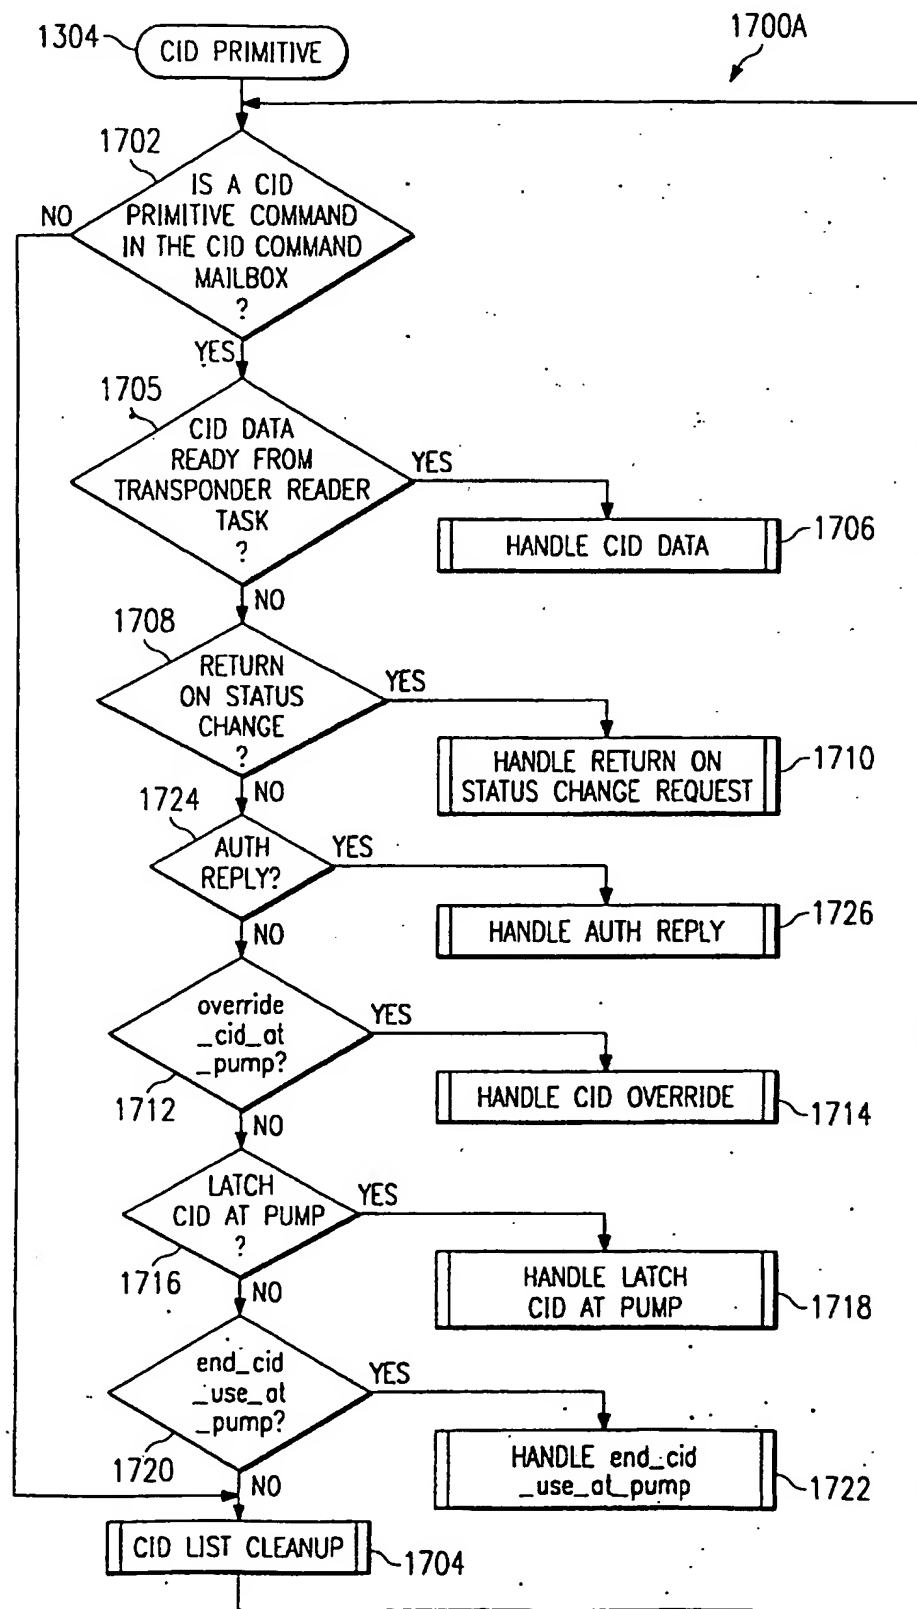 1304
CID PRIMITIVE
1700A
1702
IS A CID
PRIMITIVE COMMAND
IN THE CID COMMAND
MAILBOX
?
NO
YES
1705
CID DATA
READY FROM
TRANSPONDER READER
TASK
?
YES
HANDLE CID DATA
1706
NO
1708
RETURN
ON STATUS
CHANGE
?
YES
HANDLE RETURN ON
STATUS CHANGE REQUEST
1710
NO
1724
AUTH
REPLY?
YES
HANDLE AUTH REPLY
1726
NO
override
_cid_at
_pump?
1712
YES
HANDLE CID OVERRIDE
1714
NO
LATCH
CID AT PUMP
?
1716
YES
HANDLE LATCH
CID AT PUMP
1718
NO
end_cid
_use_at
_pump?
1720
YES
HANDLE end_cid
_use_at_pump
1722
NO
CID LIST CLEANUP
1704